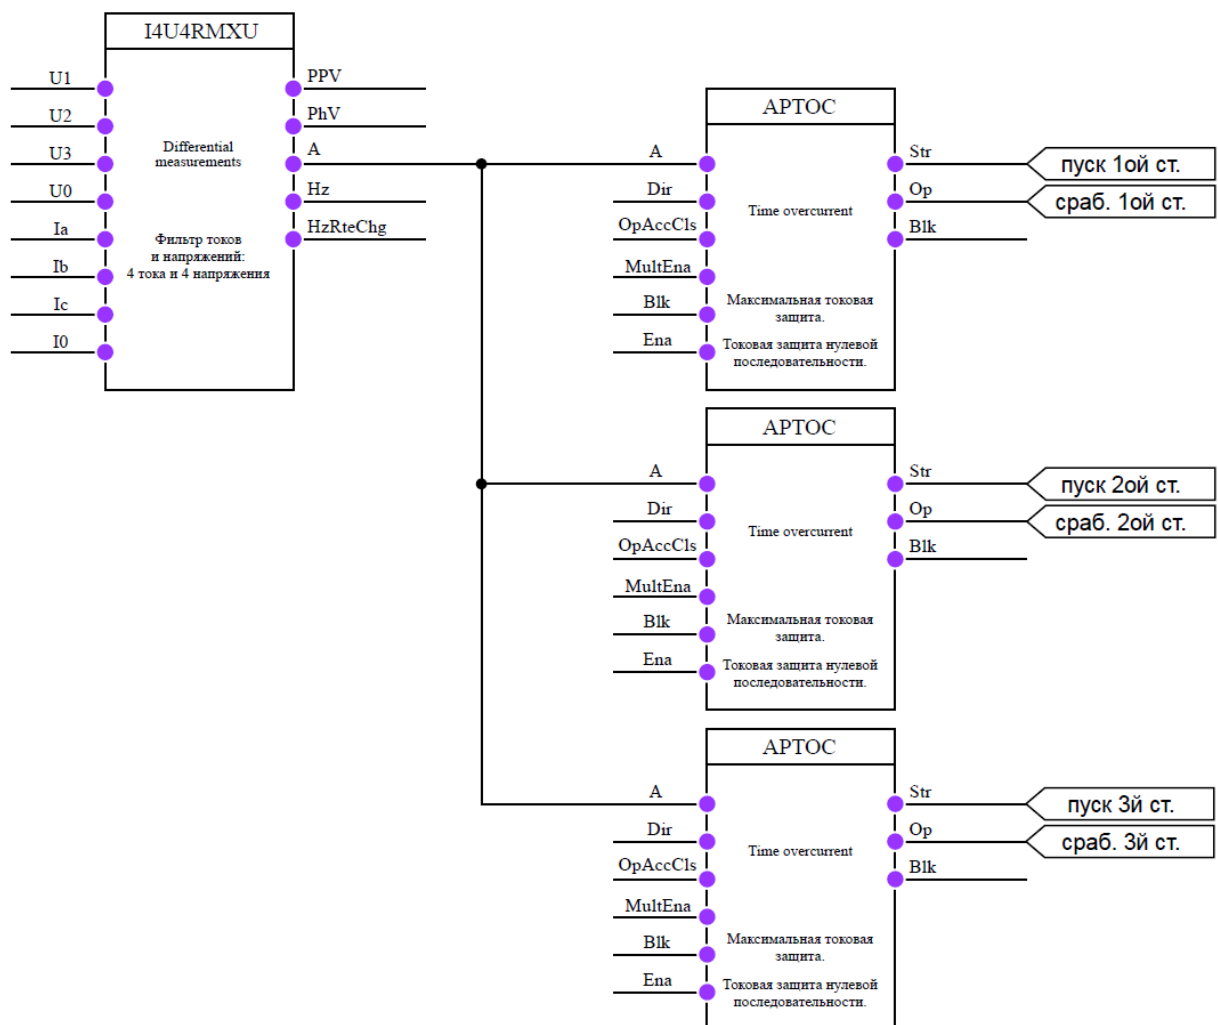 I4U4RMXU
U1
U2
U3
U0
Ia
Ib
Ic
I0
Differential
measurements
Фильтр токов
и напряжений:
4 тока и 4 напряжения
PPV
PhV
A
Hz
HzRteChg
APTOC
A
Dir
OpAccCls
MultEna
Blk
Ena
Time overcurrent
Максимальная токовая
защита.
Токовая защита нулевой
последовательности.
Str
Op
Blk
пуск 1ой ст.
сраб. 1ой ст.
APTOC
A
Dir
OpAccCls
MultEna
Blk
Ena
Time overcurrent
Максимальная токовая
защита.
Токовая защита нулевой
последовательности.
Str
Op
Blk
пуск 2ой ст.
сраб. 2ой ст.
APTOC
A
Dir
OpAccCls
MultEna
Blk
Ena
Time overcurrent
Максимальная токовая
защита.
Токовая защита нулевой
последовательности.
Str
Op
Blk
пуск 3й ст.
сраб. 3й ст.